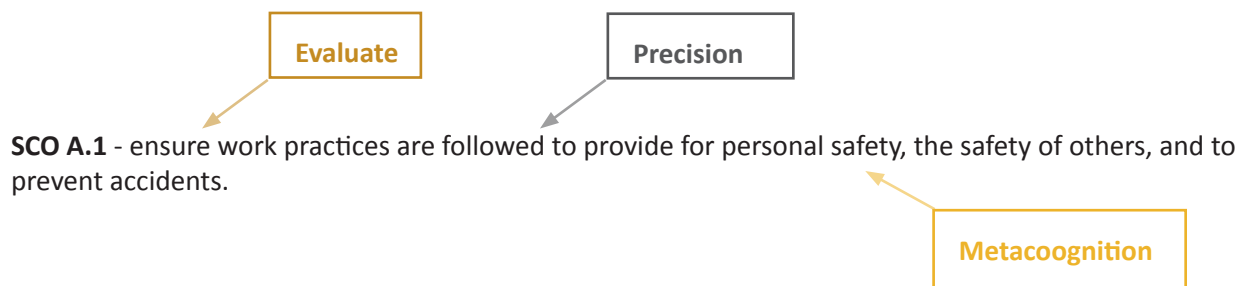 Evaluate
Precision
SCO A.1 - ensure work practices are followed to provide for personal safety, the safety of others, and to
prevent accidents.
Metacoognition